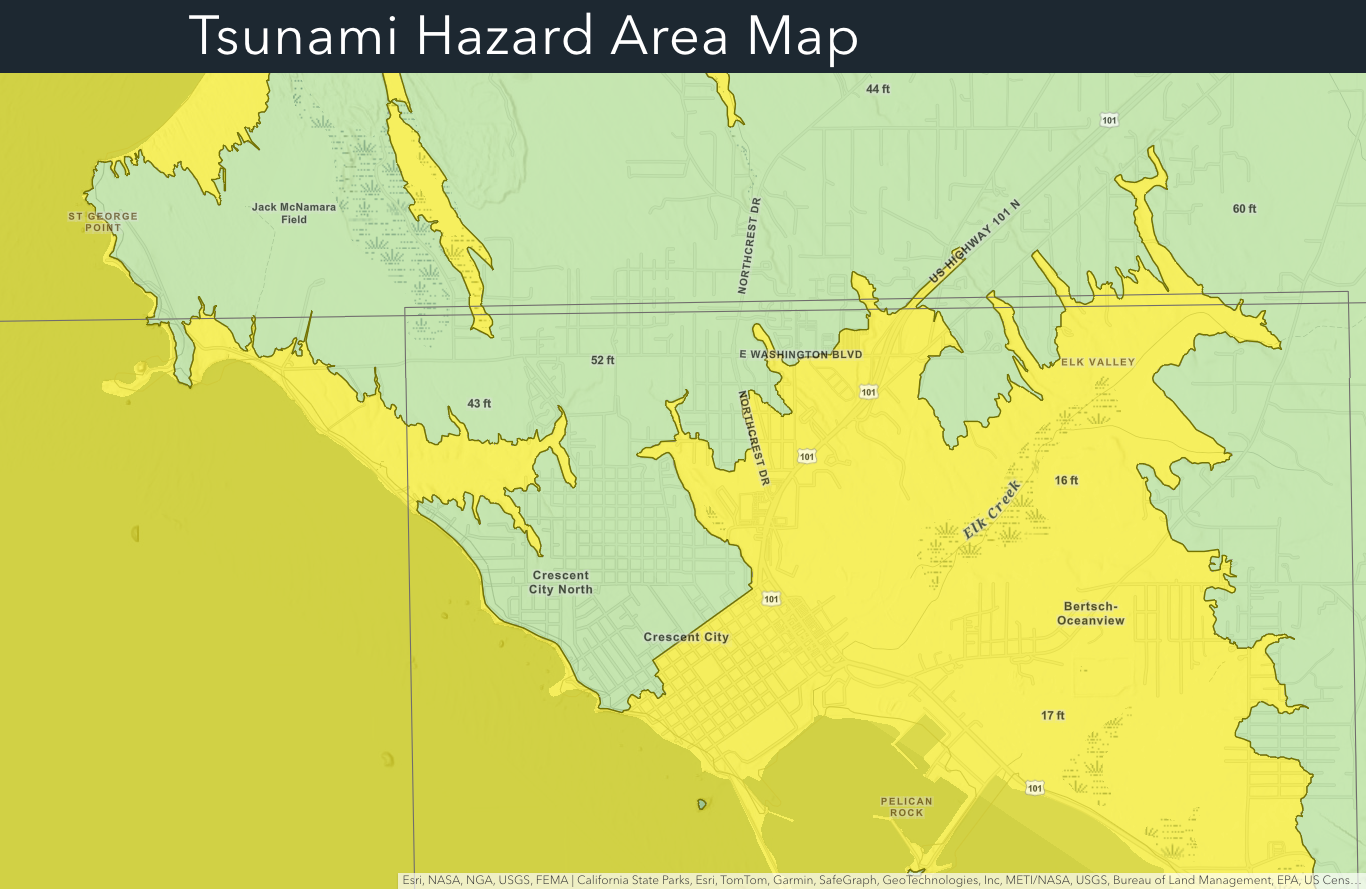 Tsunami Hazard Area Map
44 ft
101
Jack McNamara
Field
ST GEORGE
POINT
60 ft
NORTHCREST DR
US HIGHWAY 101 N
52 ft
E WASHINGTON BLVD
ELK VALLEY
43 ft
101
NORTHCREST DR
101
16 ft
Elk Creek
Crescent
City North
101
Bertsch-
Oceanview
Crescent City
17 ft
101
PELICAN
ROCK
Esri, NASA, NGA, USGS, FEMA | California State Parks, Esri, TomTom, Garmin, SafeGraph, GeoTechnologies, Inc, METI/NASA, USGS, Bureau of Land Management, EPA, US Cens...